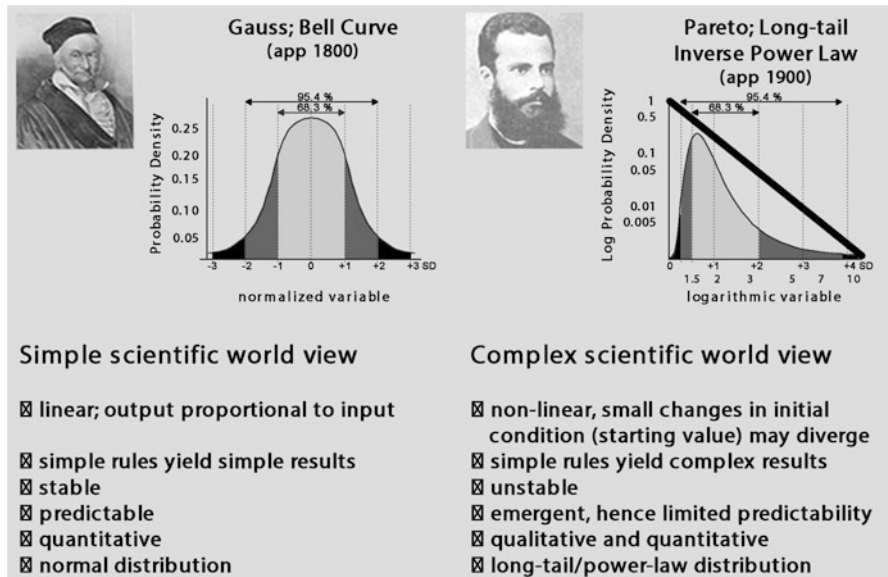 Gauss; Bell Curve
(app 1800)
95.4 %
68.3 %
Probability Density
0.25
0.20
0.15
0.10
0.05
-3 -2 -1 0 +1 +2 +3 SD
normalized variable
Pareto; Long-tail
Inverse Power Law
(app 1900)
95.4 %
68.3 %
Log Probability Density
1
0.5
0.1
0.05
0.01
0.005
0 +1 +2 +3 +4 SD
1.5 2 3 5 7 10
logarithmic variable
Simple scientific world view
linear; output proportional to input
simple rules yield simple results
stable
predictable
quantitative
normal distribution
Complex scientific world view
non-linear, small changes in initial
condition (starting value) may diverge
simple rules yield complex results
unstable
emergent, hence limited predictability
qualitative and quantitative
long-tail/power-law distribution